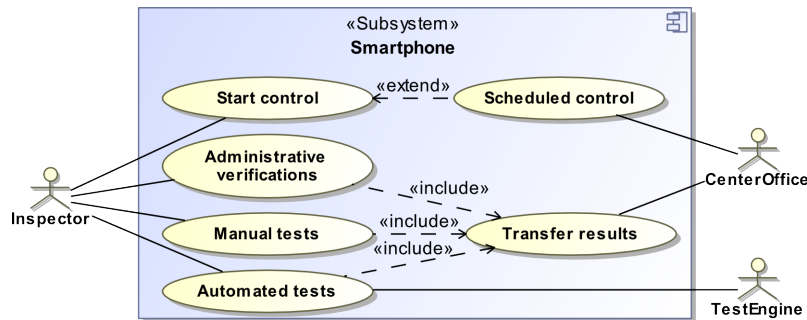 «Subsystem»
Smartphone
Start control
«extend»
Scheduled control
Administrative
verifications
«include»
CenterOffice
Inspector
Manual tests
«include»
Transfer results
«include»
Automated tests
TestEngine